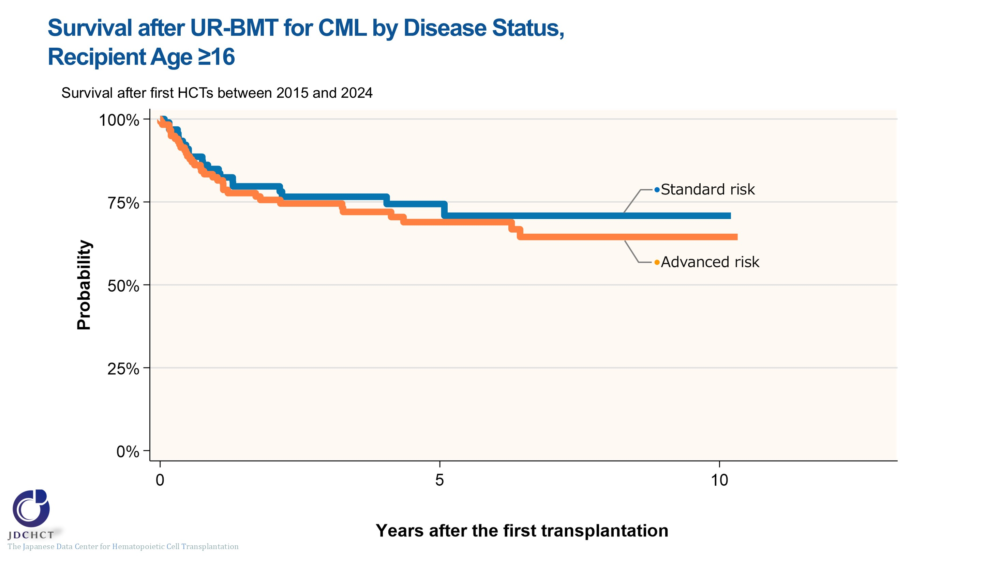 Survival after UR-BMT for CML by Disease Status,
Recipient Age ≥16
Survival after first HCTs between 2015 and 2024
100%
75%
50%
25%
0%
Probability
Standard risk
Advanced risk
0
5
10
Years after the first transplantation
JDCHCT
The Japanese Data Center for Hematopoietic Cell Transplantation